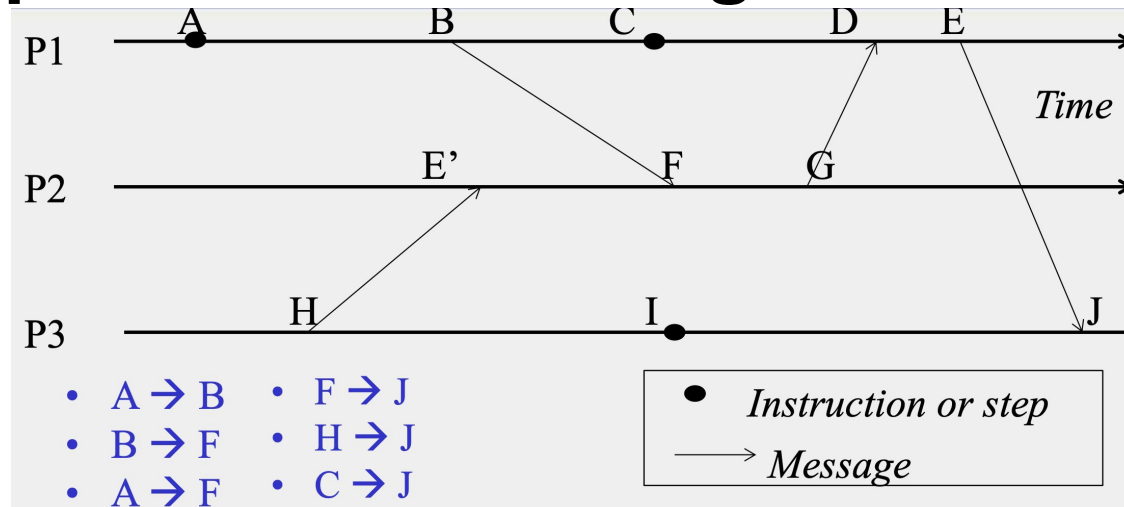 A B C D E
P1
Time
E’ F G
P2
H I J
P3
• A → B • F → J
• B → F • H → J
• A → F • C → J
Instruction or step
Message